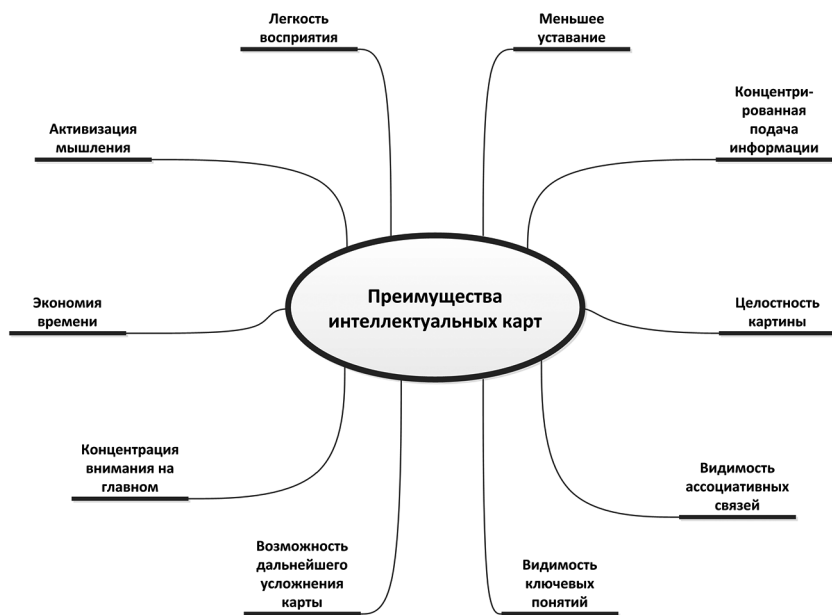 Легкость
восприятия
Меньшее
уставание
Концентри-
рованная
подача
информации
Активизация
мышления
Преимущества
интеллектуальных карт
Экономия
времени
Целостность
картины
Концентрация
внимания на
главном
Видимость
ассоциативных
связей
Возможность
дальнейшего
усложнения
карты
Видимость
ключевых
понятий